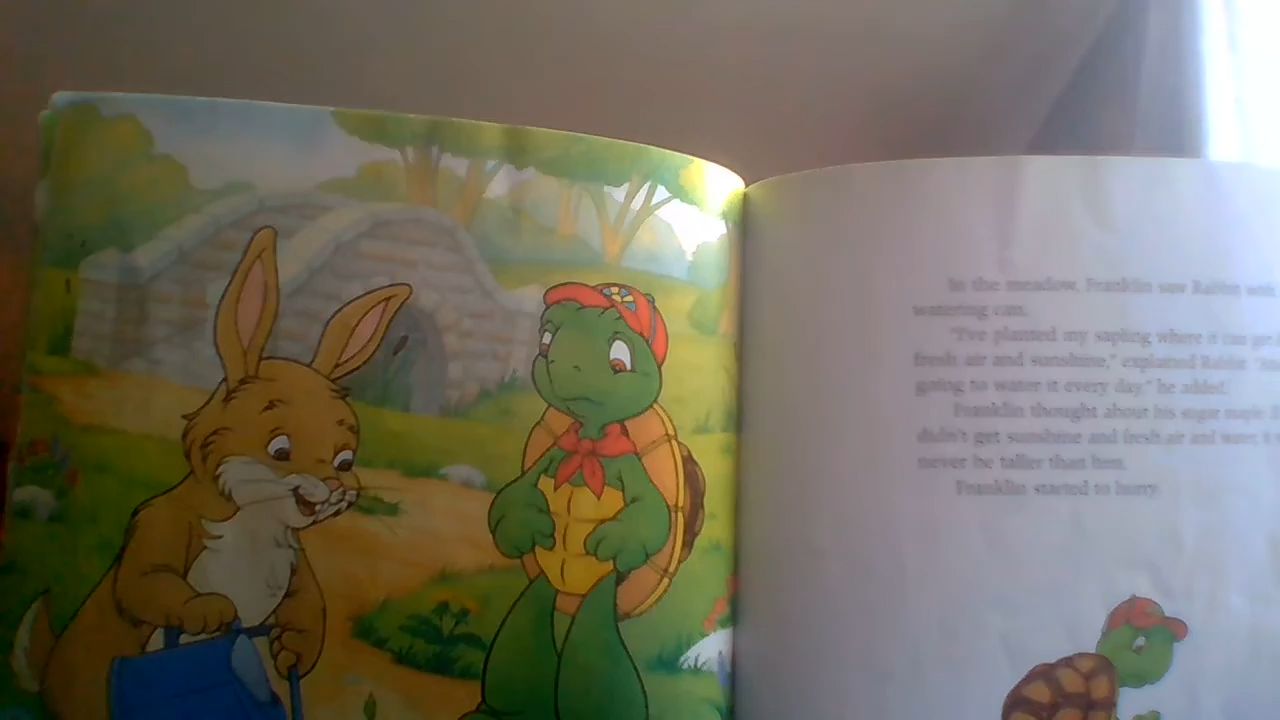 In the meadow, Franklin saw Rabbit with
watering can.
"I've planted my sapling where it can get
fresh air and sunshine," explained Rabbit.
going to water it every day," he added.
Franklin thought about his sugar maple.
didn't get sunshine and fresh air and water, it
never be taller than him.
Franklin started to hurry.